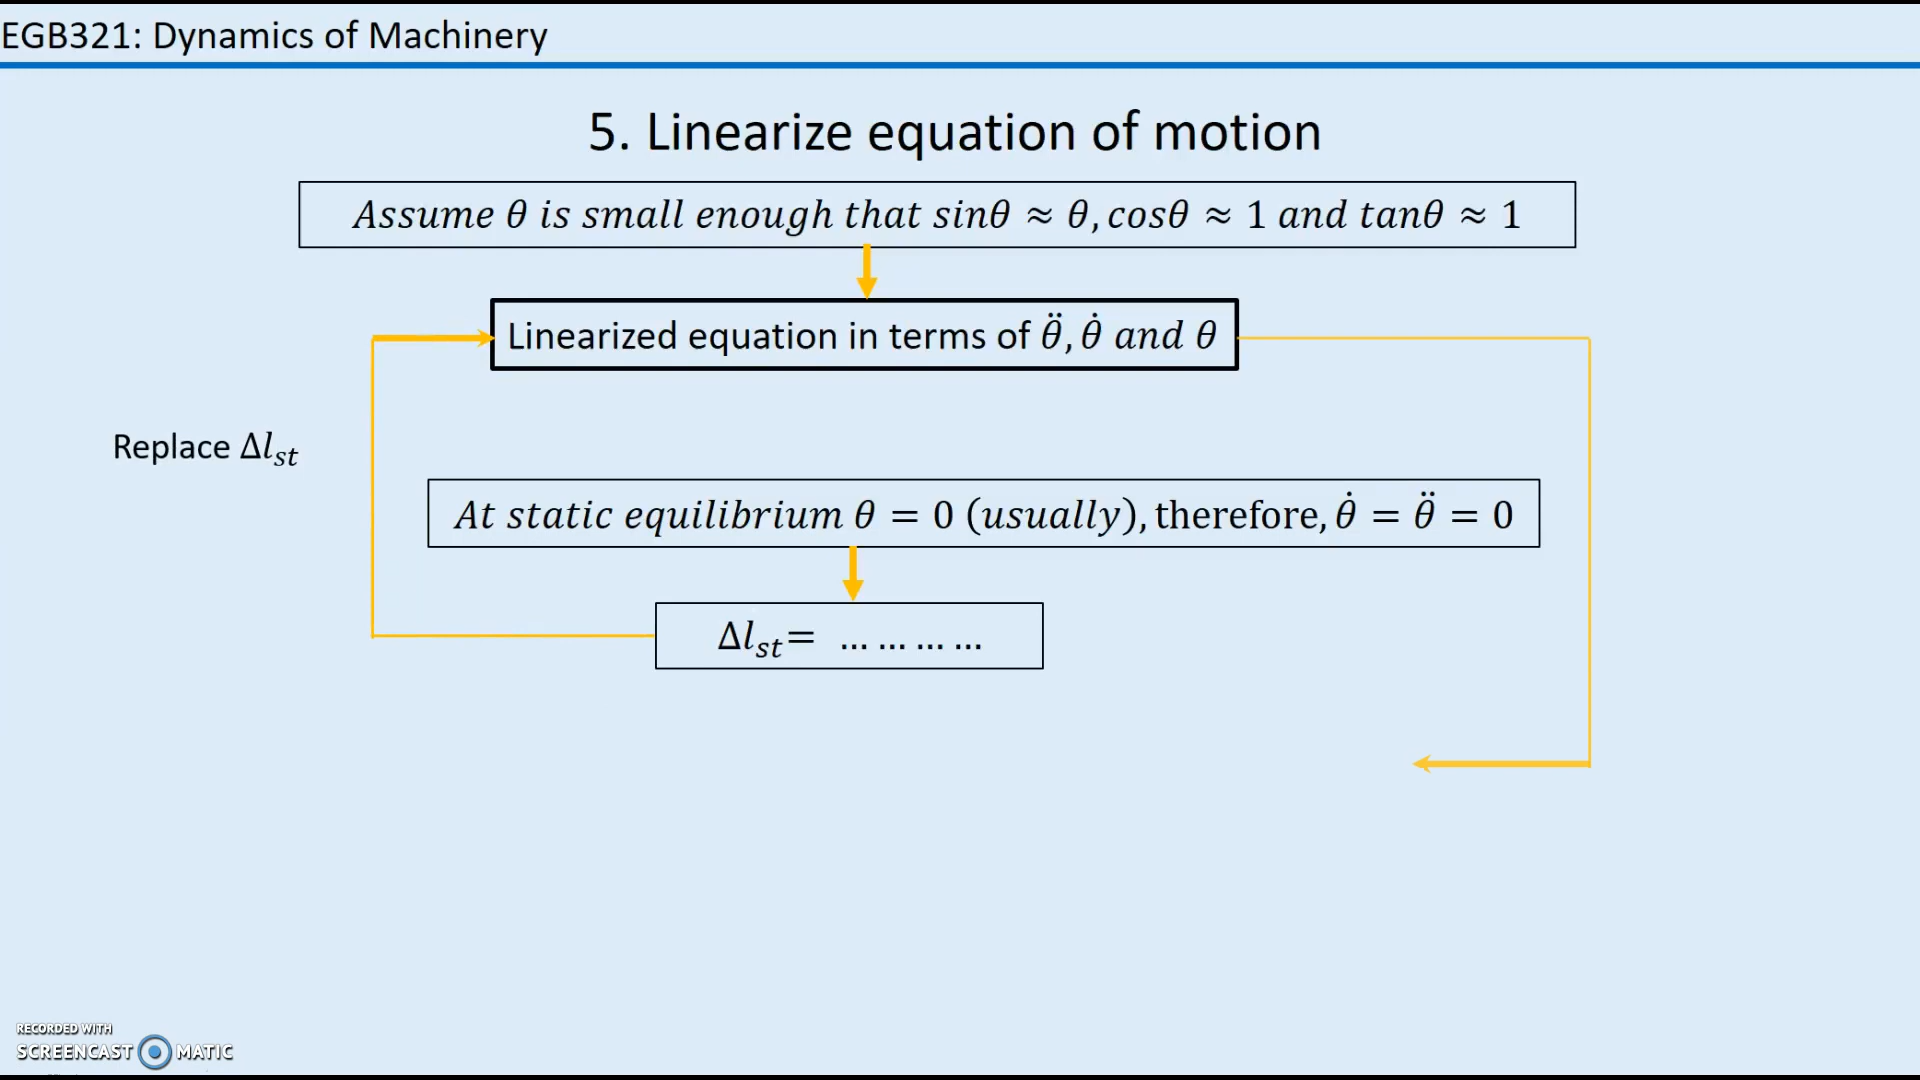 EGB321: Dynamics of Machinery
5. Linearize equation of motion
Assume θ is small enough that sinθ ≈ θ, cosθ ≈ 1 and tanθ ≈ 1
Linearized equation in terms of θ̈, θ̇ and θ
Replace Δl_st
At static equilibrium θ = 0 (usually), therefore, θ̇ = θ̈ = 0
Δl_st = … … … …
RECORDED WITH
SCREENCAST MATIC